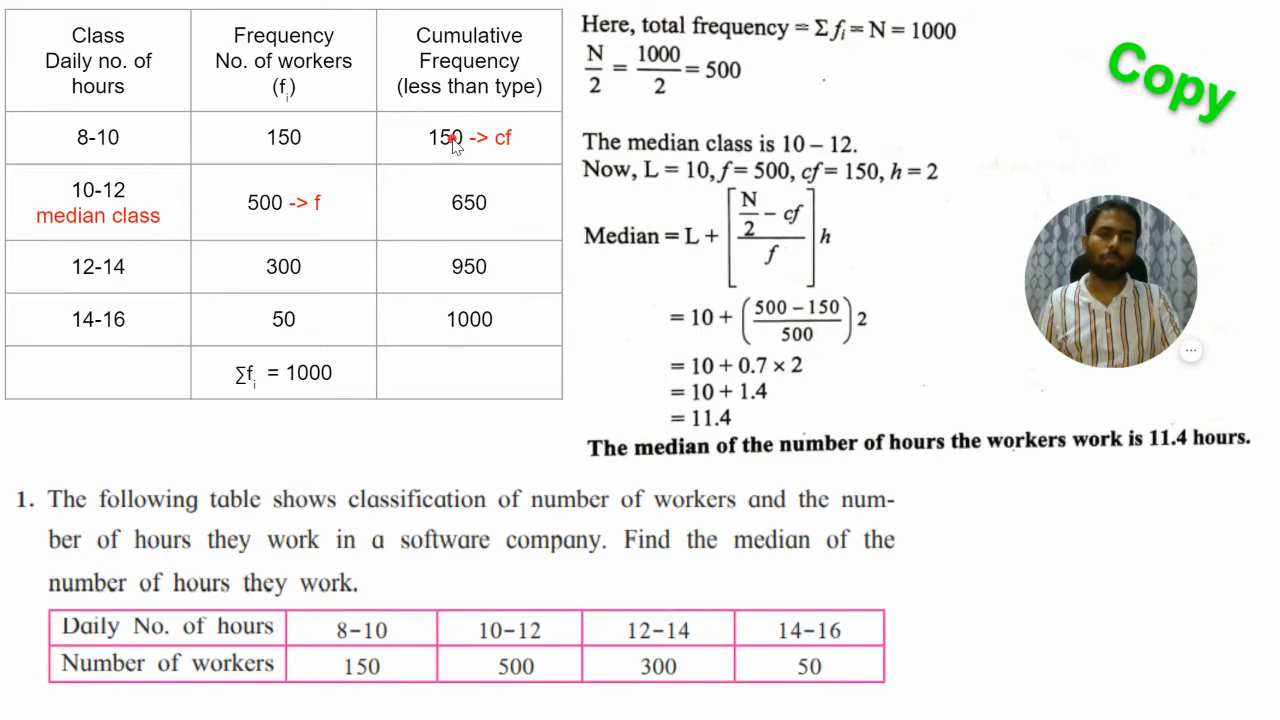 Class
Daily no. of
hours
Frequency
No. of workers
(fi)
Cumulative
Frequency
(less than type)
8-10
150
150 -> cf
10-12
median class
500 -> f
650
12-14
300
950
14-16
50
1000
∑fi = 1000
Here, total frequency = Σ fi = N = 1000
N/2 = 1000/2 = 500
The median class is 10 – 12.
Now, L = 10, f = 500, cf = 150, h = 2
Median = L + [(N/2 – cf)/f] h
= 10 + ((500 – 150)/500) 2
= 10 + 0.7 × 2
= 10 + 1.4
= 11.4
The median of the number of hours the workers work is 11.4 hours.
Copy
...
1. The following table shows classification of number of workers and the num-
ber of hours they work in a software company. Find the median of the
number of hours they work.
Daily No. of hours 8–10 10–12 12–14 14–16
Number of workers 150 500 300 50